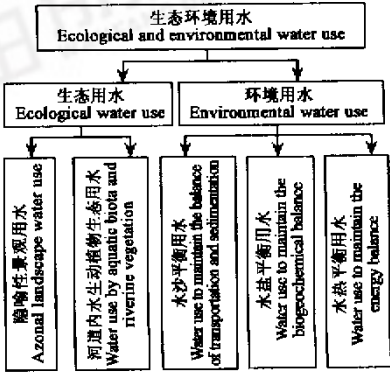 生态环境用水
Ecological and environmental water use
生态用水
Ecological water use
环境用水
Environmental water use
隐喻性景观用水
Azonal landscape water use
河道内水生动植物生态用水
Water use by aquatic biota and
rivering vegetation
水沙平衡用水
Water use to maintain the balance
of transportation and sedimentation
水盐平衡用水
Water use to maintain the
biogeochemical balance
水热平衡用水
Water use to maintain the
energy balance